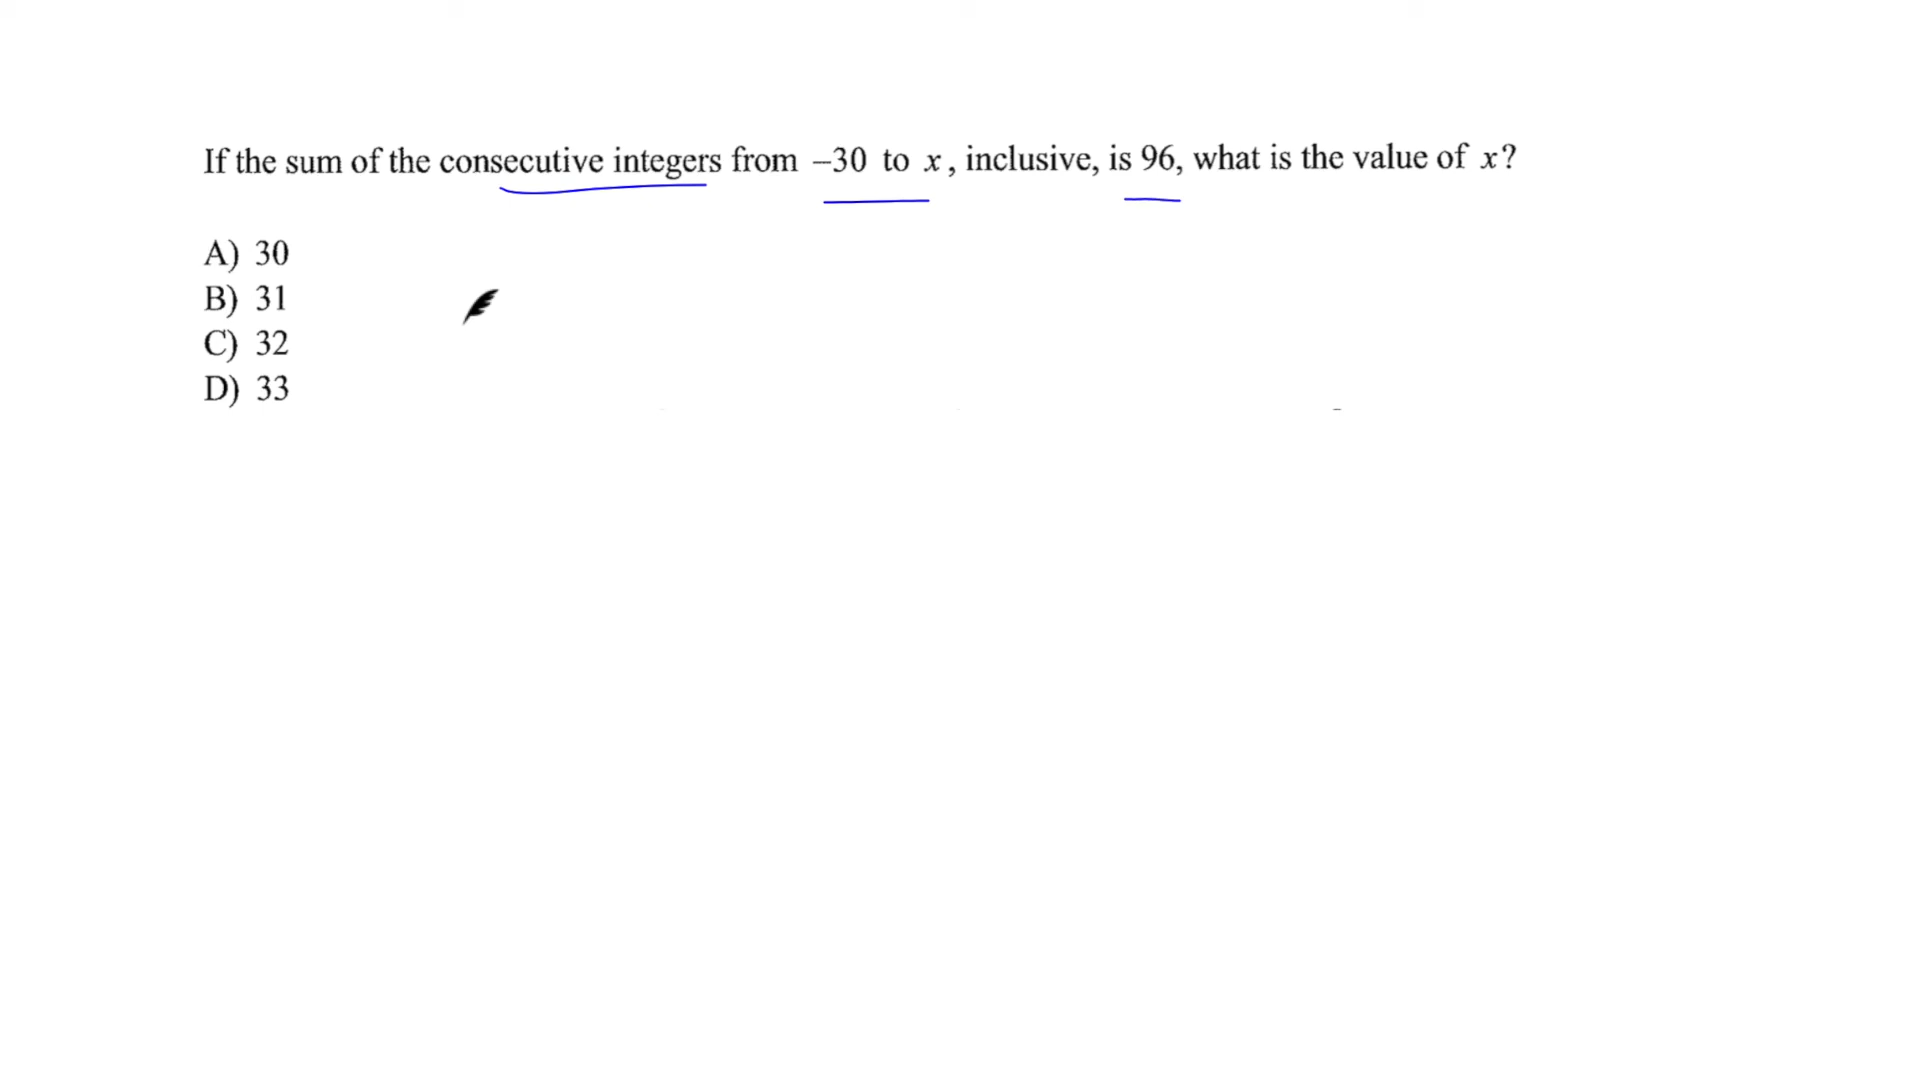 If the sum of the consecutive integers from –30 to x, inclusive, is 96, what is the value of x?
A) 30
B) 31
C) 32
D) 33